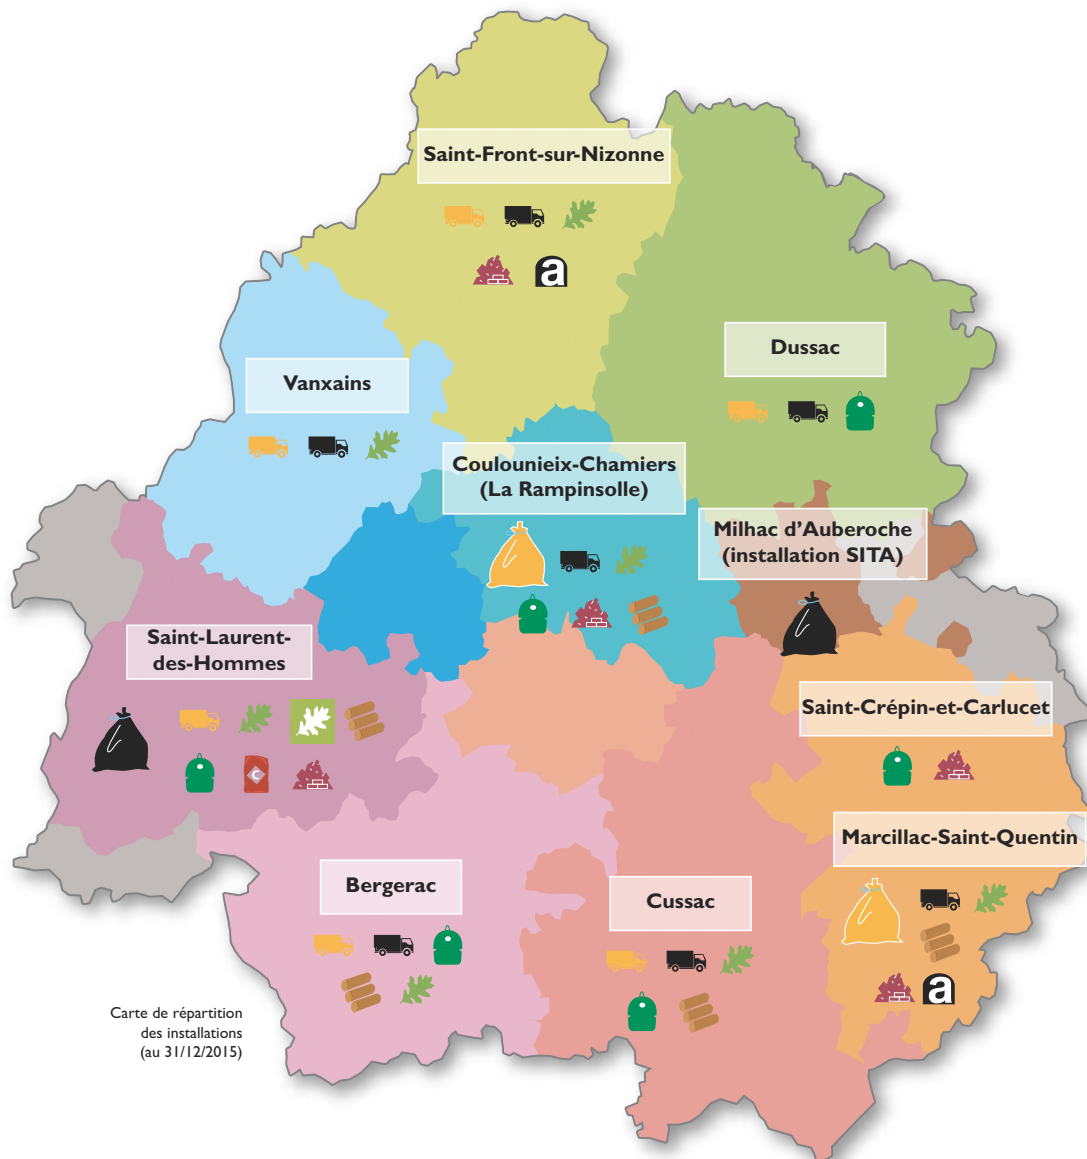 Saint-Front-sur-Nizonne
a
Dussac
Vanxains
Coulounieix-Chamiers
(La Rampinsolle)
Milhac d'Auberoche
(installation SITA)
Saint-Laurent-
des-Hommes
C
Saint-Crépin-et-Carlucet
Marcillac-Saint-Quentin
a
Bergerac
Cussac
Carte de répartition
des installations
(au 31/12/2015)